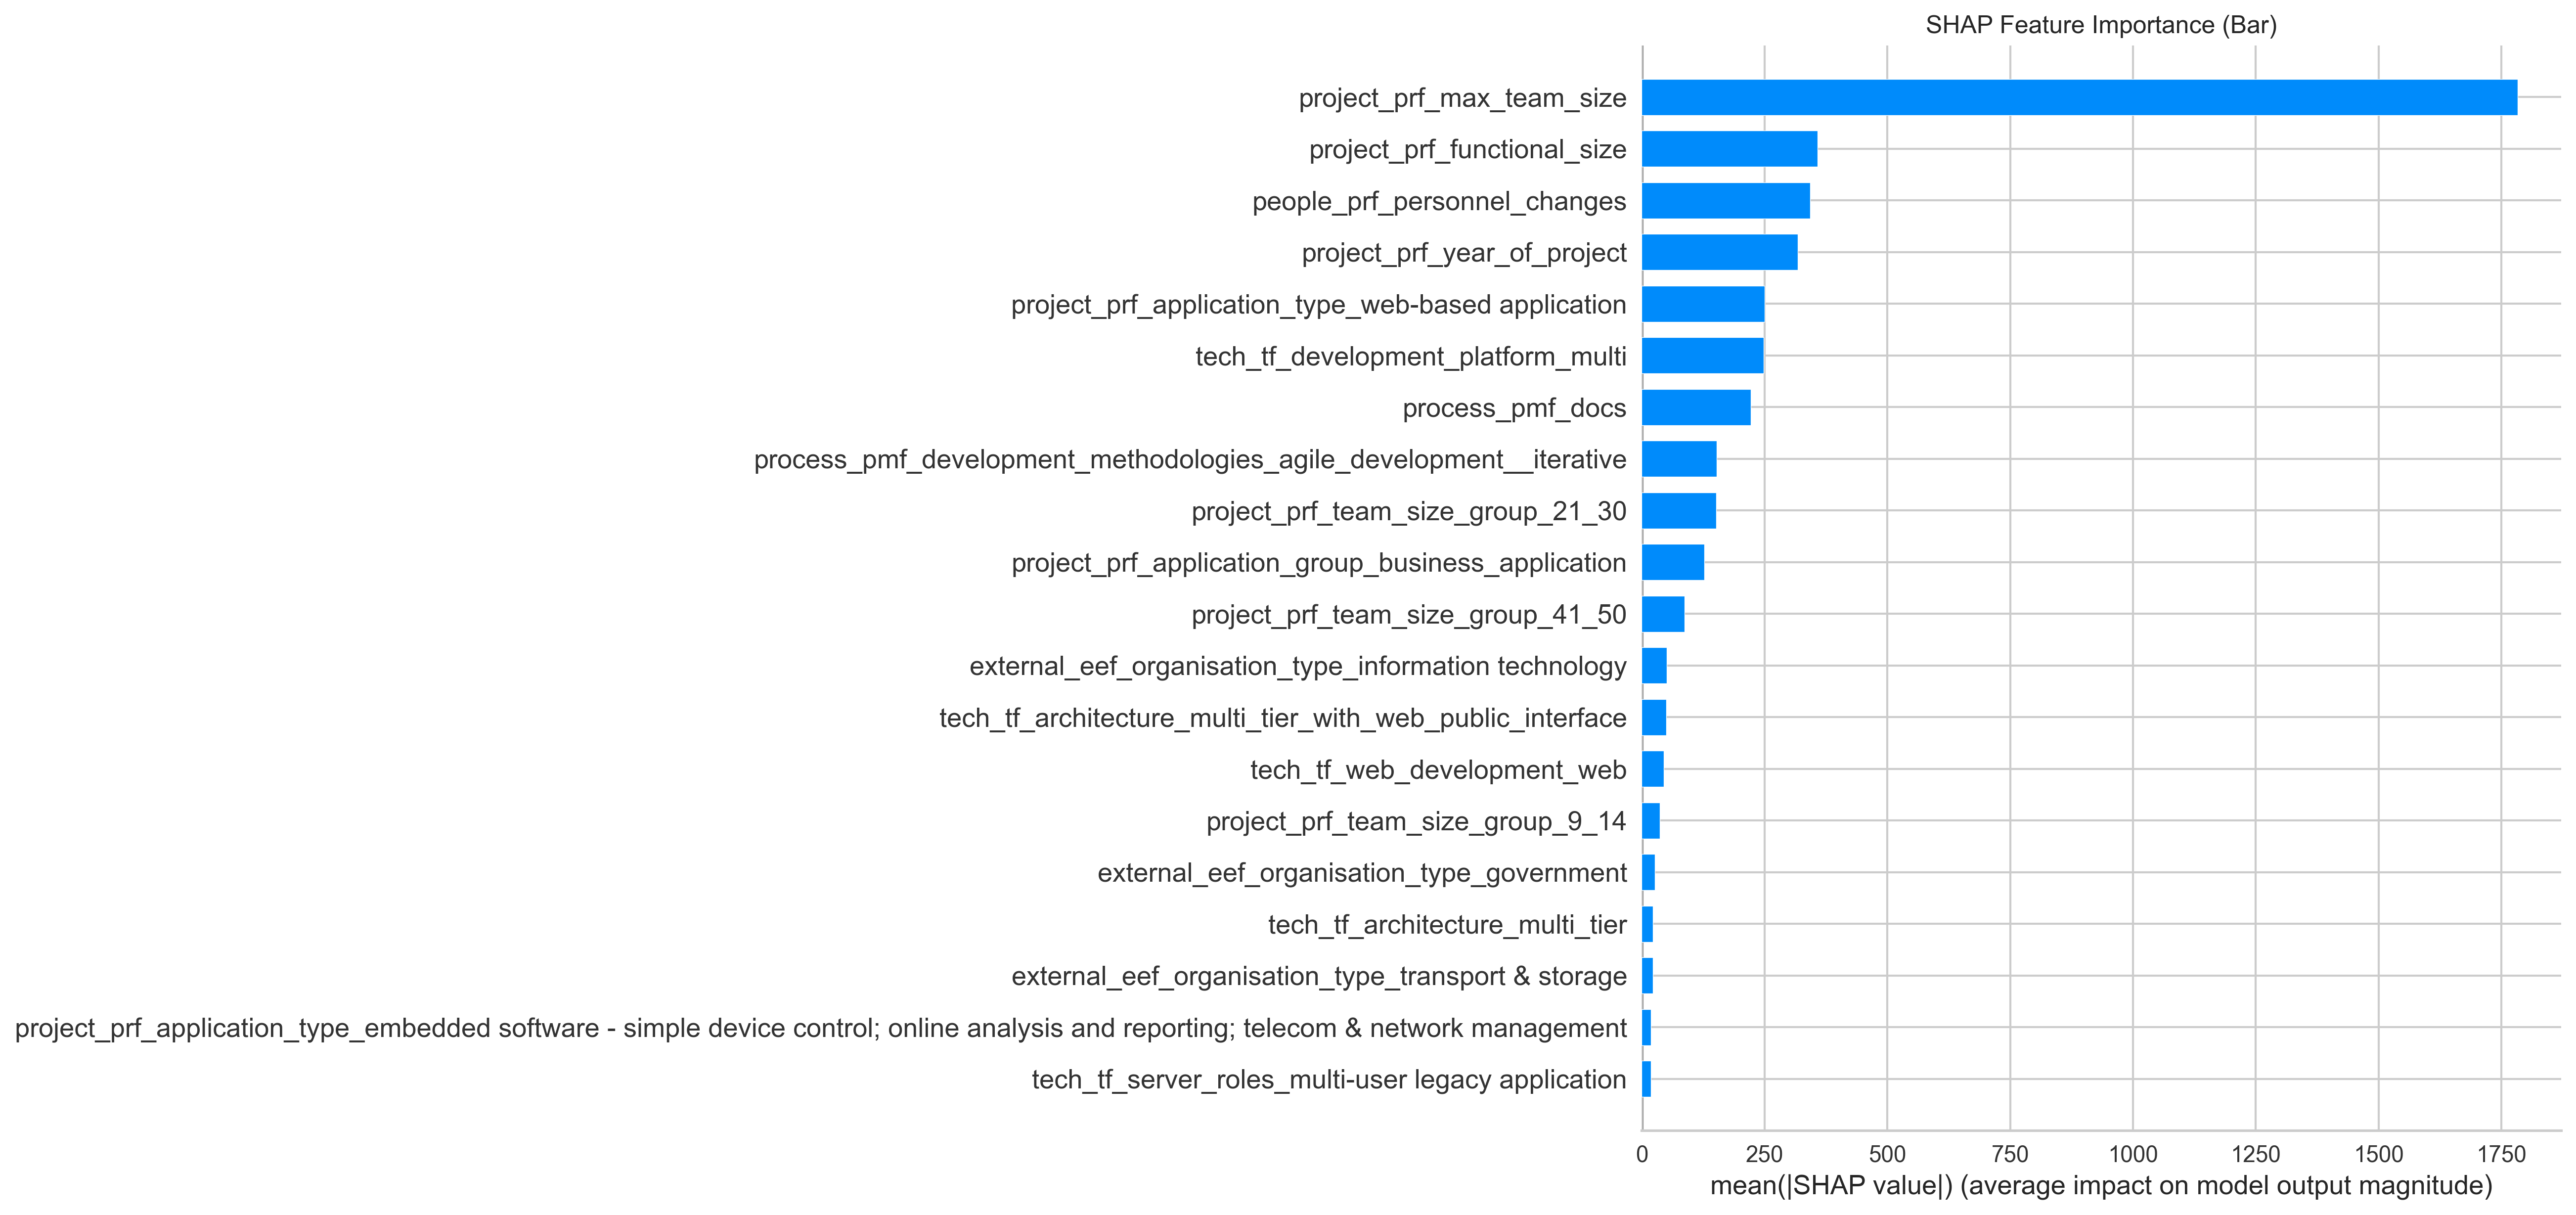 SHAP Feature Importance (Bar)
project_prf_max_team_size
project_prf_functional_size
people_prf_personnel_changes
project_prf_year_of_project
project_prf_application_type_web-based application
tech_tf_development_platform_multi
process_pmf_docs
process_pmf_development_methodologies_agile_development__iterative
project_prf_team_size_group_21_30
project_prf_application_group_business_application
project_prf_team_size_group_41_50
external_eef_organisation_type_information technology
tech_tf_architecture_multi_tier_with_web_public_interface
tech_tf_web_development_web
project_prf_team_size_group_9_14
external_eef_organisation_type_government
tech_tf_architecture_multi_tier
external_eef_organisation_type_transport & storage
project_prf_application_type_embedded software - simple device control; online analysis and reporting; telecom & network management
tech_tf_server_roles_multi-user legacy application
0 250 500 750 1000 1250 1500 1750
mean(|SHAP value|) (average impact on model output magnitude)